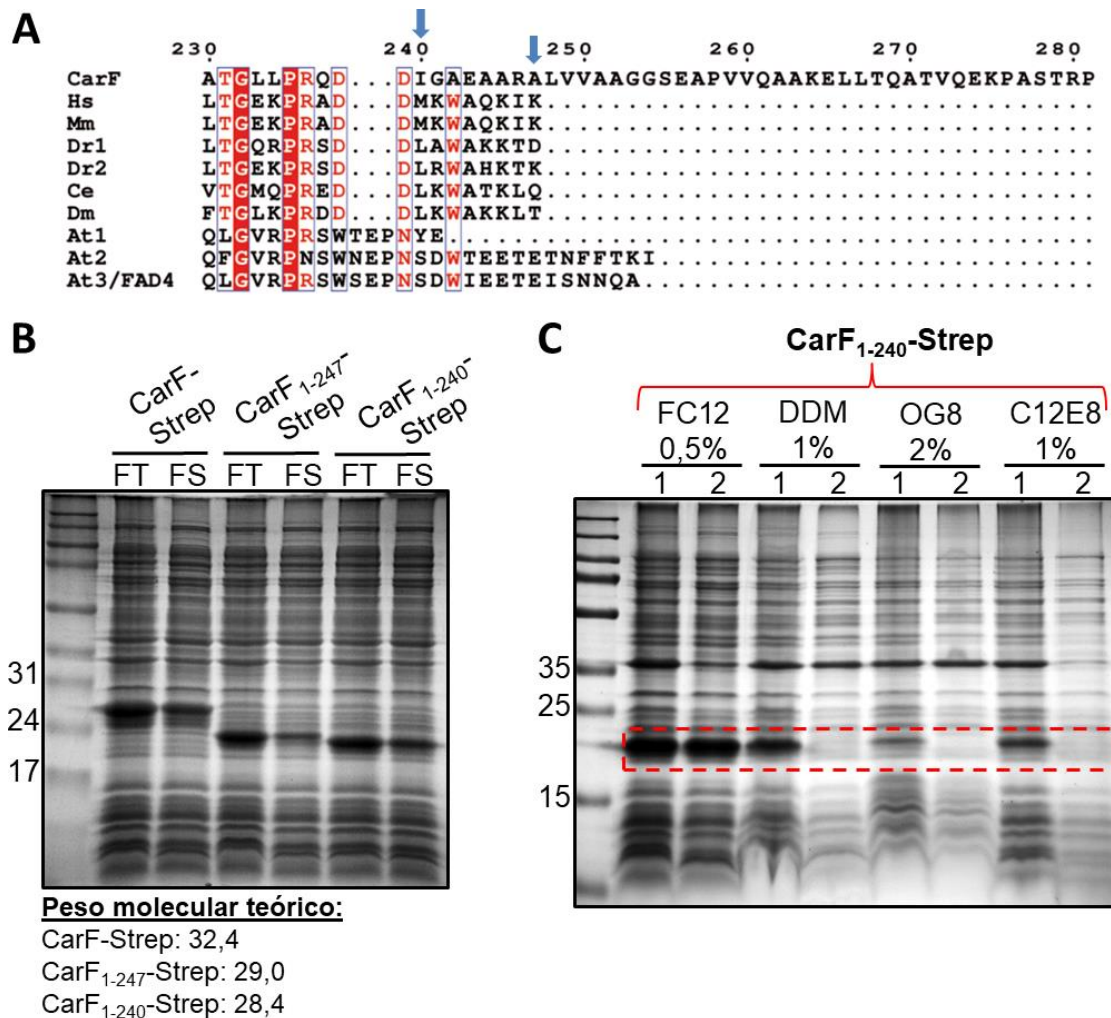 A
230 240 250 260 270 280
CarF ATGLLPRQD...DIGAEAARALVVAAGGSEAPVVQAAKELLTQATVQEKPASTRP
Hs LTGEKPRAD...DMKWAQKIK..................................
Mm LTGEKPRAD...DMKWAQKIK..................................
Dr1 LTGQRPRSD...DLAWAKKTD..................................
Dr2 LTGEKPRSD...DLRWAHKTK..................................
Ce VTGMQPRED...DLKWATKLQ..................................
Dm FTGLKPRDD...DLKWAKKLT..................................
At1 QLGVRPRSWTEPNYE........................................
At2 QFGVRPNSWNEPNSDWTEETETNFFTKI...........................
At3/FAD4 QLGVRPRSWSEPNSDWIEETEISNNQA............................
B
CarF-Strep
CarF1-247-Strep
CarF1-240-Strep
FT FS FT FS FT FS
31
24
17
Peso molecular teórico:
CarF-Strep: 32,4
CarF1-247-Strep: 29,0
CarF1-240-Strep: 28,4
C
CarF1-240-Strep
FC12 DDM OG8 C12E8
0,5% 1% 2% 1%
1 2 1 2 1 2 1 2
35
25
15